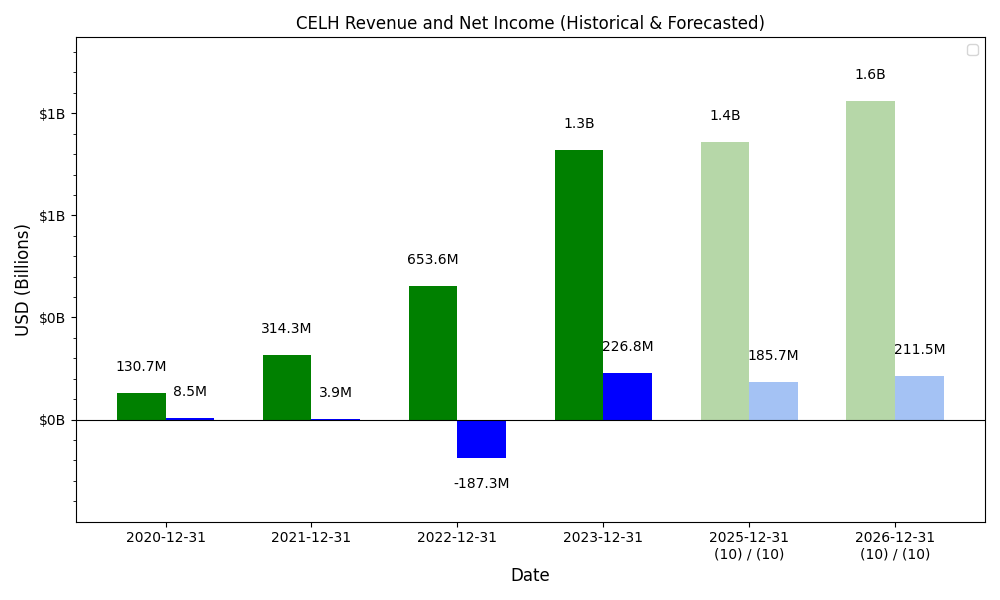 CELH Revenue and Net Income (Historical & Forecasted)
USD (Billions)
$1B
$1B
$0B
$0B
130.7M
8.5M
314.3M
3.9M
653.6M
-187.3M
1.3B
226.8M
1.4B
185.7M
1.6B
211.5M
2020-12-31
2021-12-31
2022-12-31
2023-12-31
2025-12-31
(10) / (10)
2026-12-31
(10) / (10)
Date